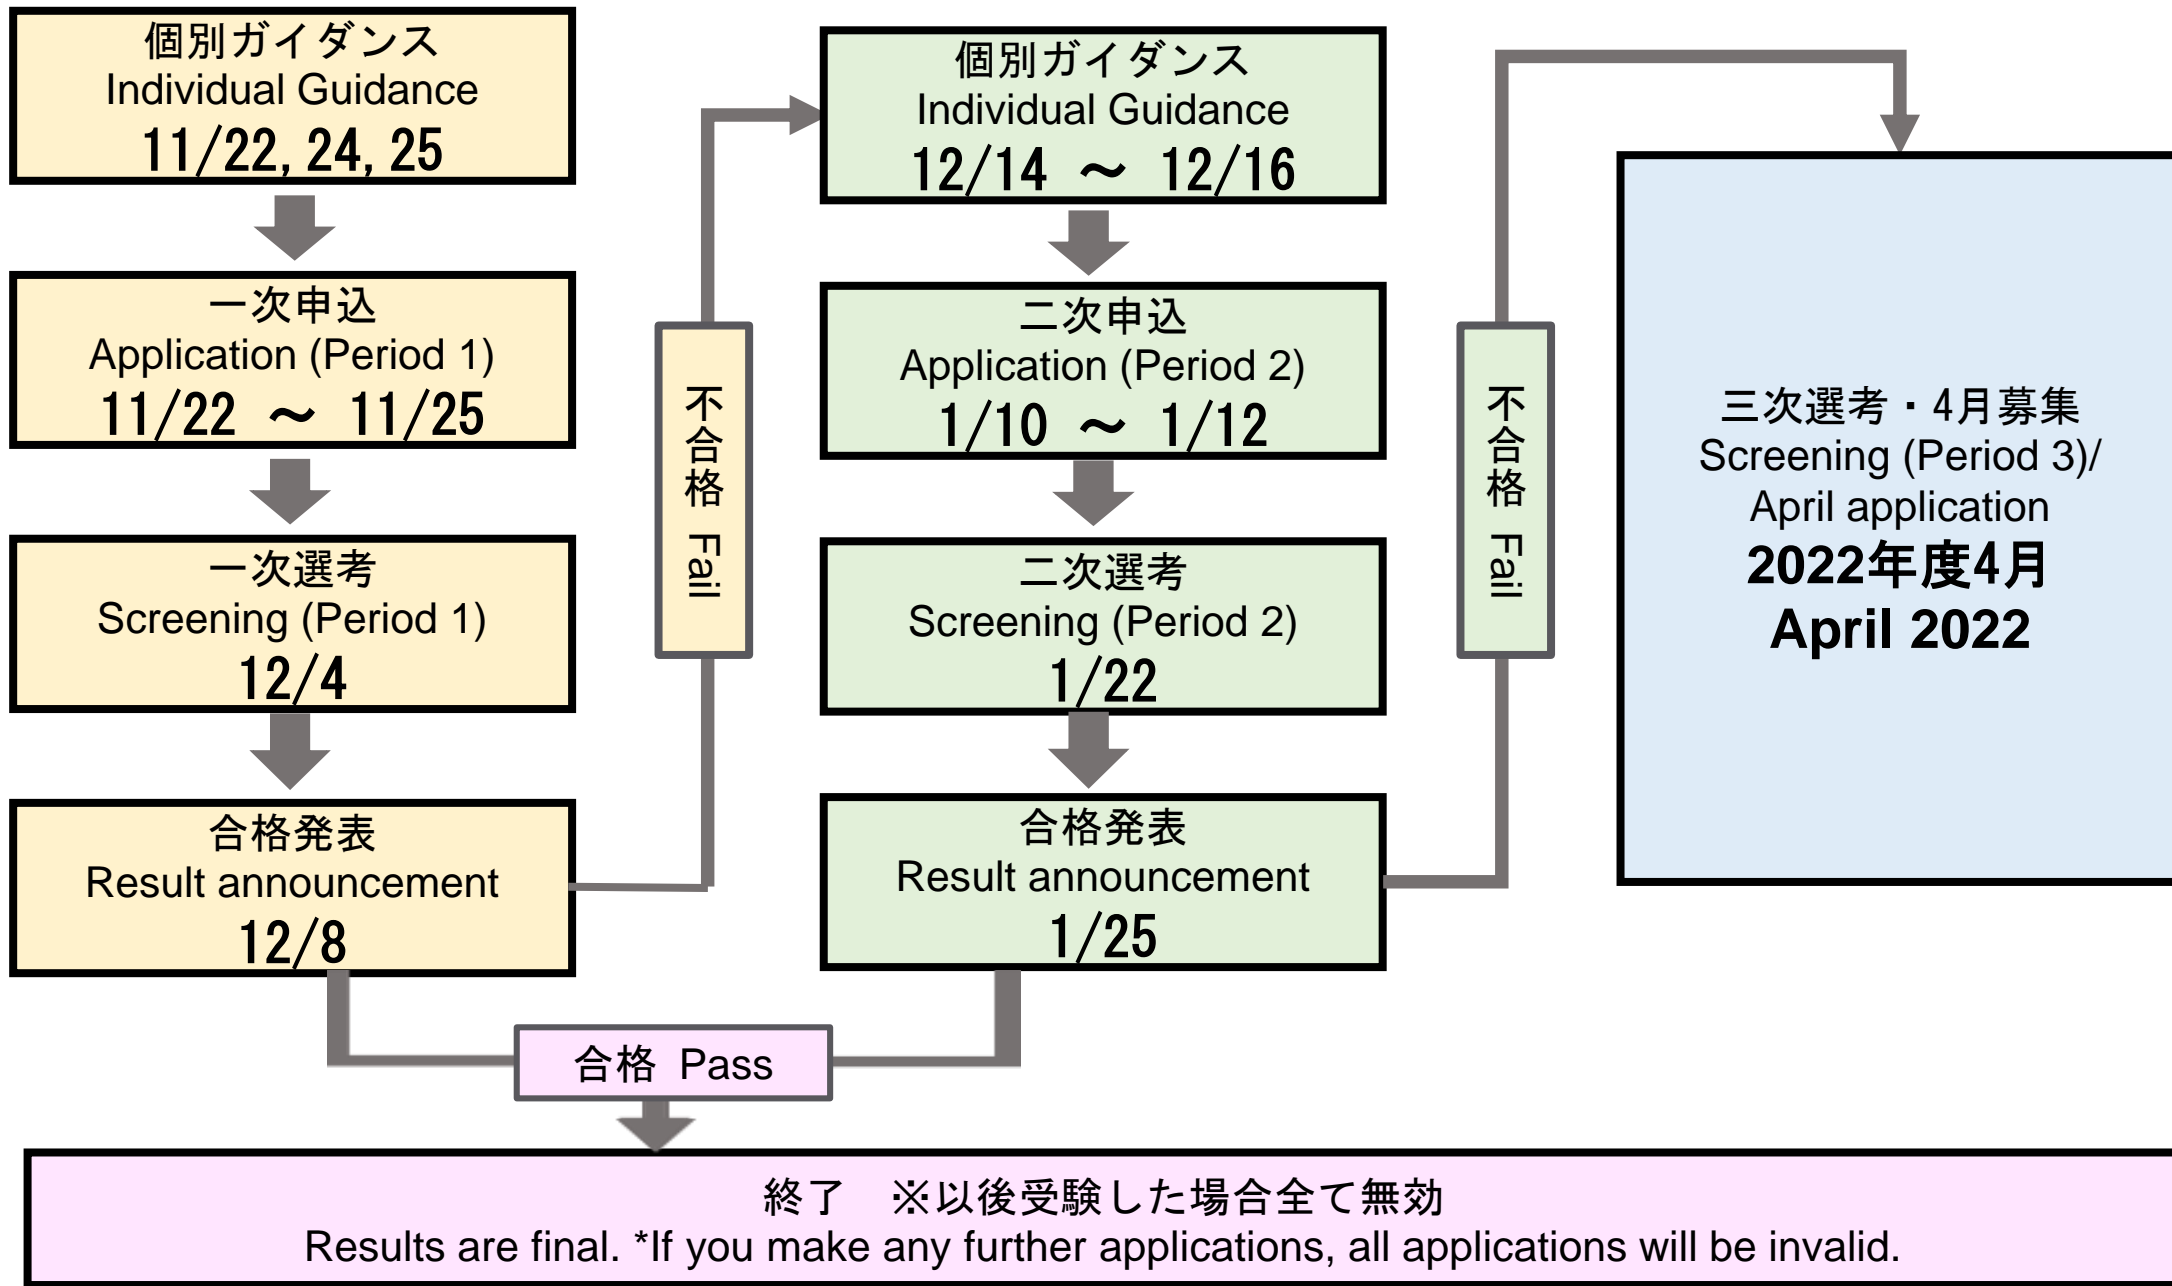 個別ガイダンス
Individual Guidance
11/22, 24, 25
一次申込
Application (Period 1)
11/22 ～ 11/25
一次選考
Screening (Period 1)
12/4
合格発表
Result announcement
12/8
不合格 Fail
個別ガイダンス
Individual Guidance
12/14 ～ 12/16
二次申込
Application (Period 2)
1/10 ～ 1/12
二次選考
Screening (Period 2)
1/22
合格発表
Result announcement
1/25
不合格 Fail
三次選考・4月募集
Screening (Period 3)/
April application
2022年度4月
April 2022
合格 Pass
終了　※以後受験した場合全て無効
Results are final. *If you make any further applications, all applications will be invalid.